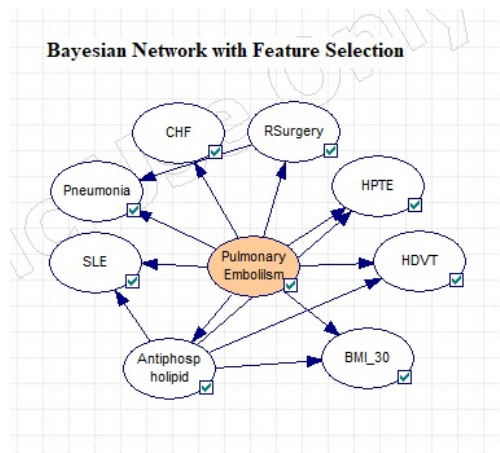 Bayesian Network with Feature Selection
CHF
RSurgery
Pneumonia
HPTE
SLE
Pulmonary
Embolism
HDVT
Antiphosp
holipid
BMI_30